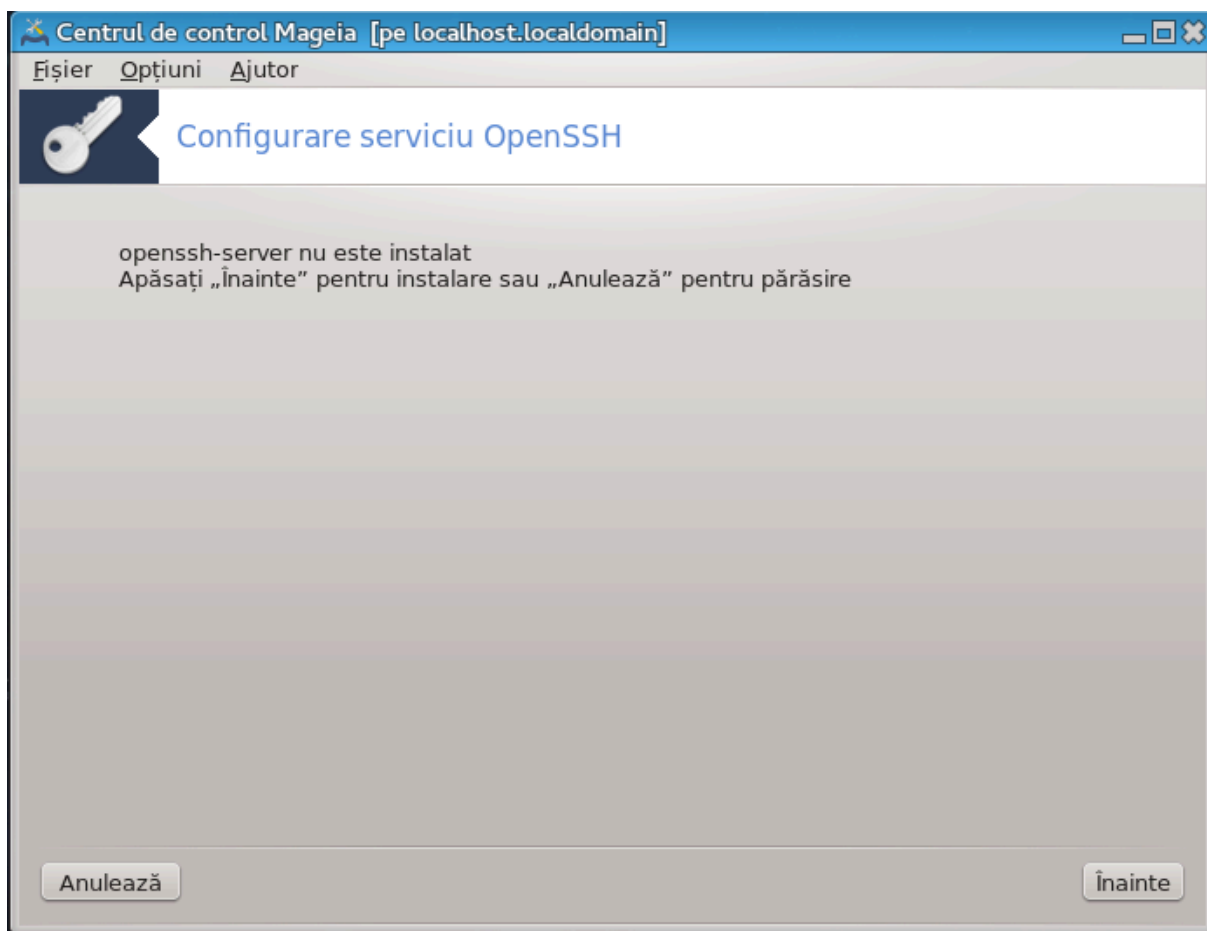 Centrul de control Mageia [pe localhost.localdomain]
Fișier Opțiuni Ajutor
Configurare serviciu OpenSSH
openssh-server nu este instalat
Apăsați „Înainte” pentru instalare sau „Anulează” pentru părăsire
Anulează Înainte